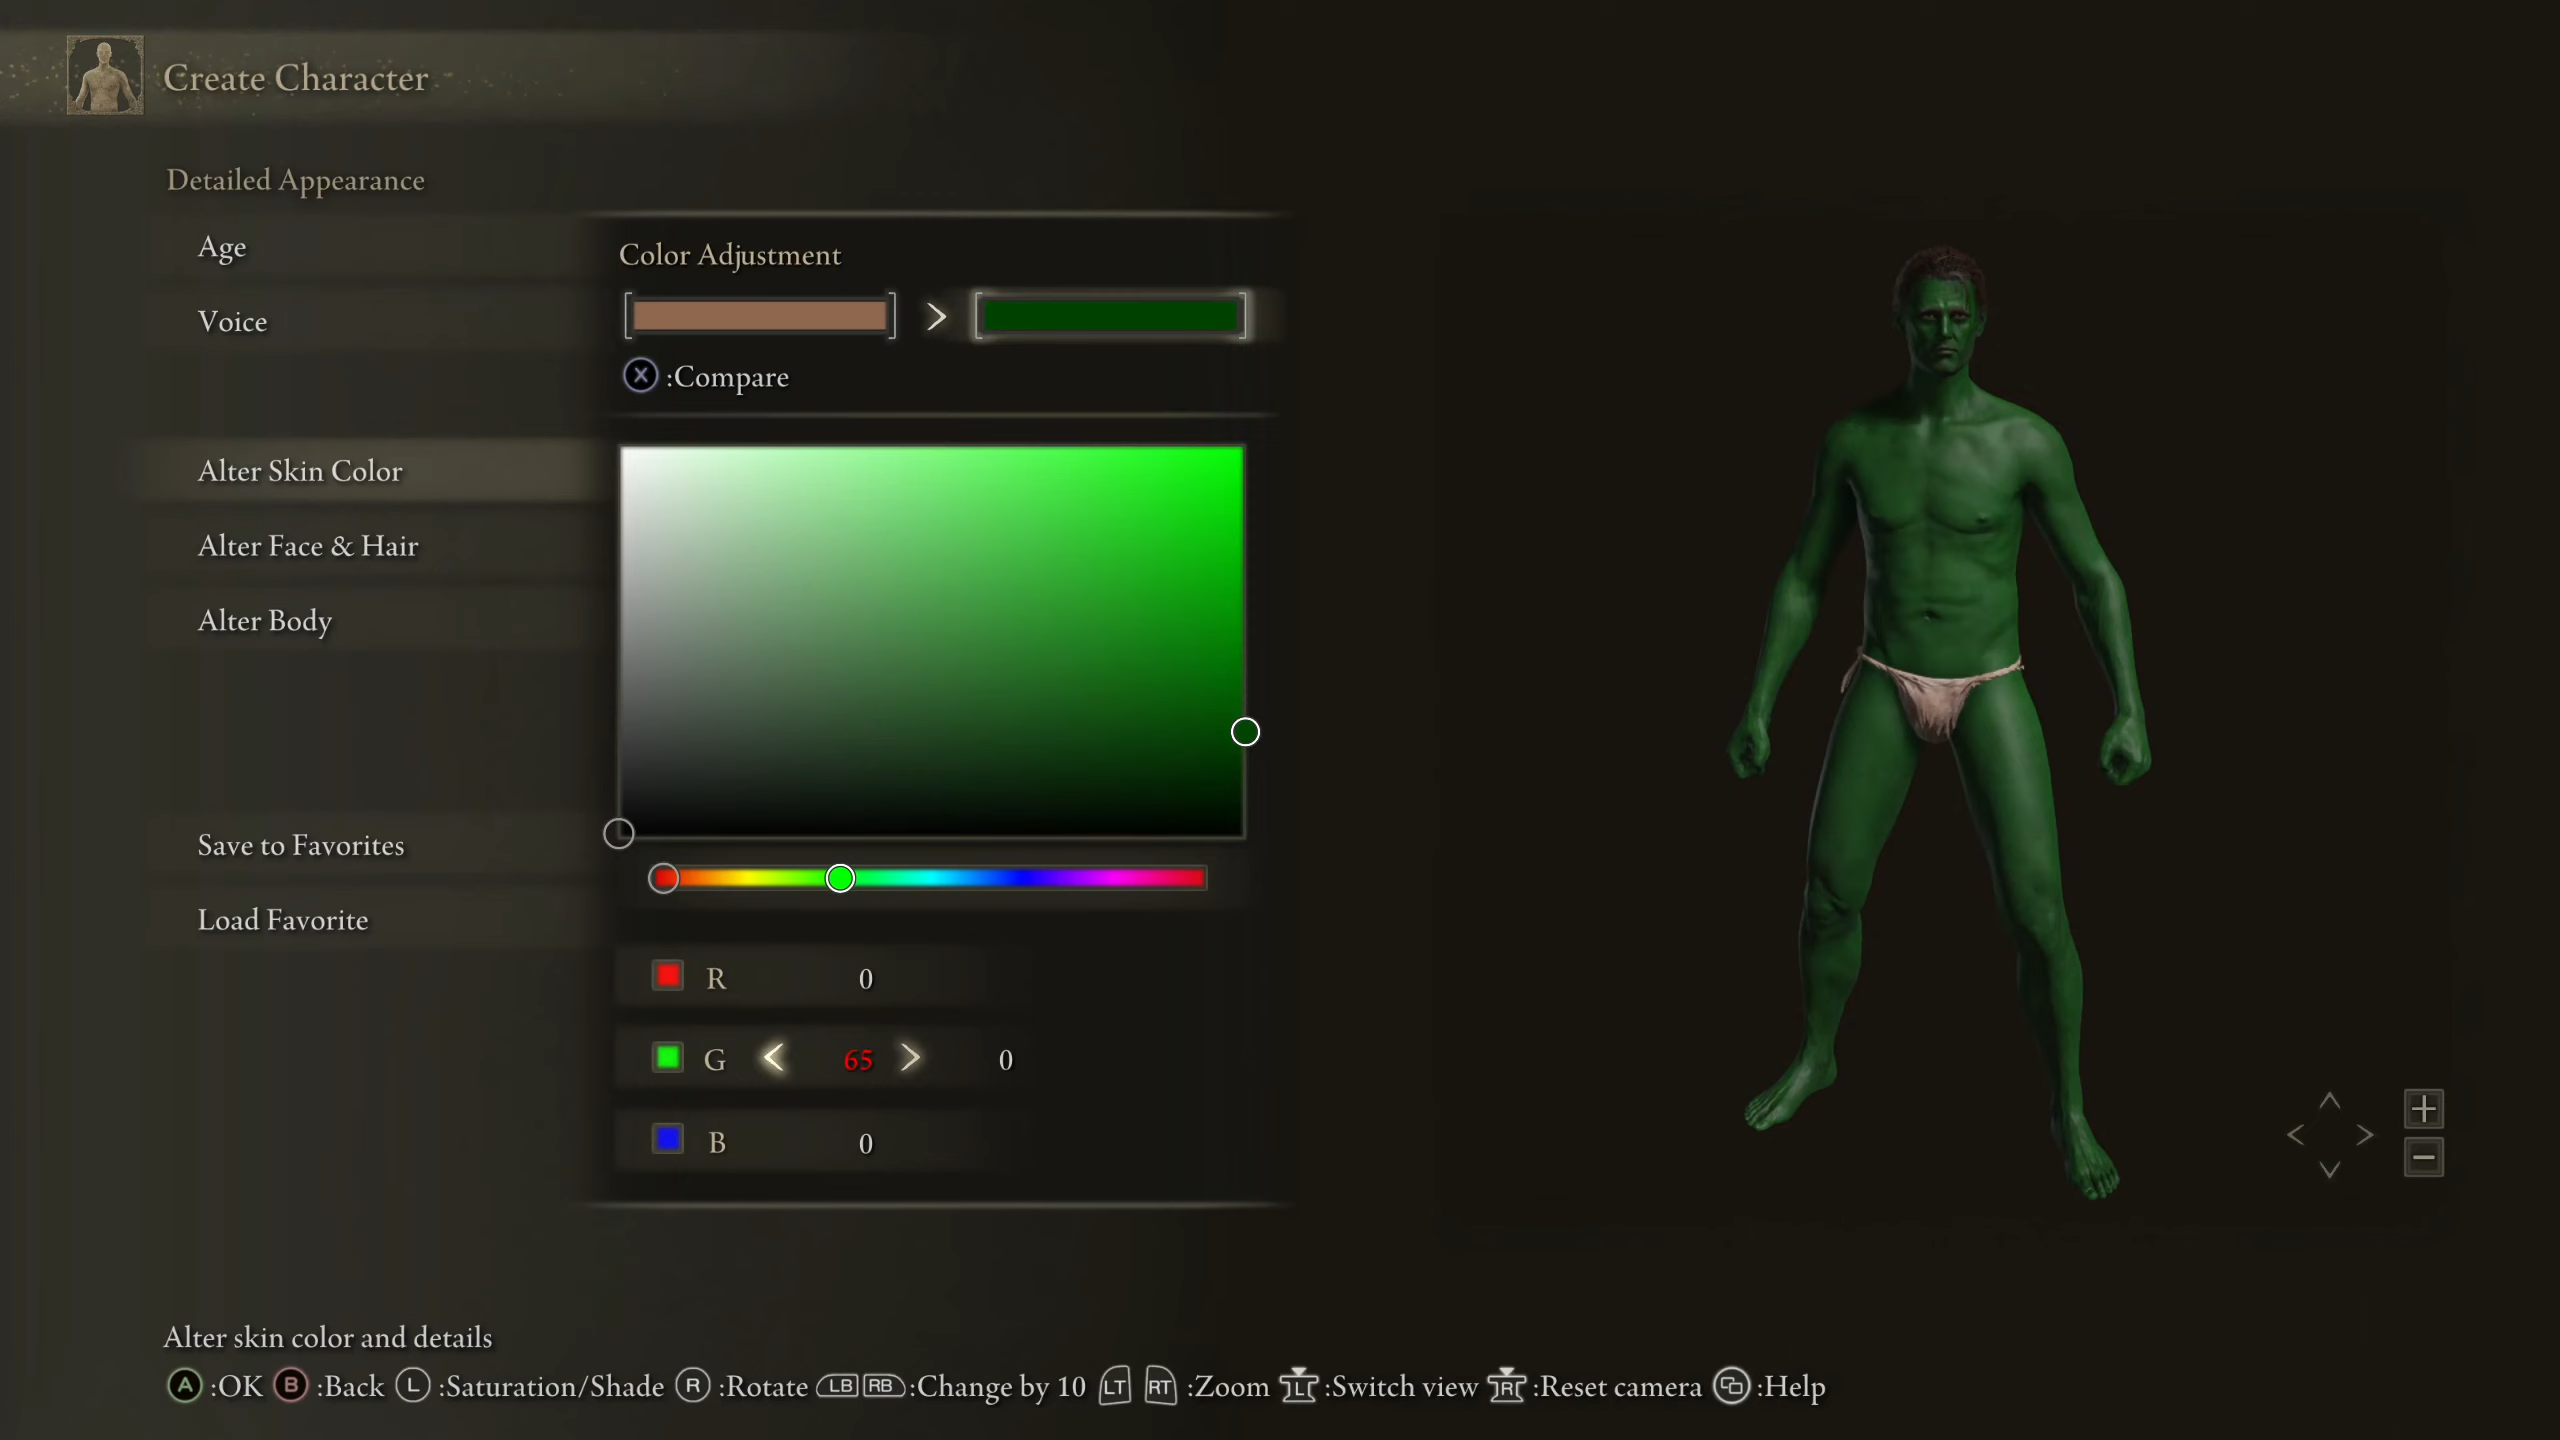 Create Character
Detailed Appearance
Age
Voice
Alter Skin Color
Alter Face & Hair
Alter Body
Save to Favorites
Load Favorite
Color Adjustment
X :Compare
R 0
G 65 0
B 0
Alter skin color and details
A :OK B :Back L :Saturation/Shade R :Rotate LB RB :Change by 10 LT RT :Zoom L :Switch view R :Reset camera :Help